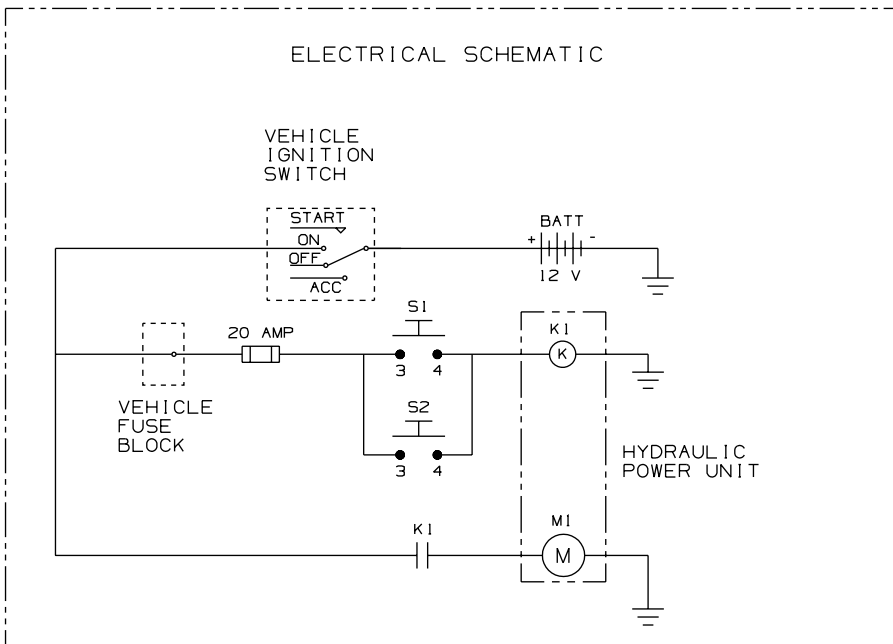 ELECTRICAL SCHEMATIC
VEHICLE
IGNITION
SWITCH
START
ON
OFF
ACC
BATT
+ -
12 V
S1
3 4
20 AMP
K1
K
VEHICLE
FUSE
BLOCK
S2
3 4
HYDRAULIC
POWER UNIT
K1
M1
M